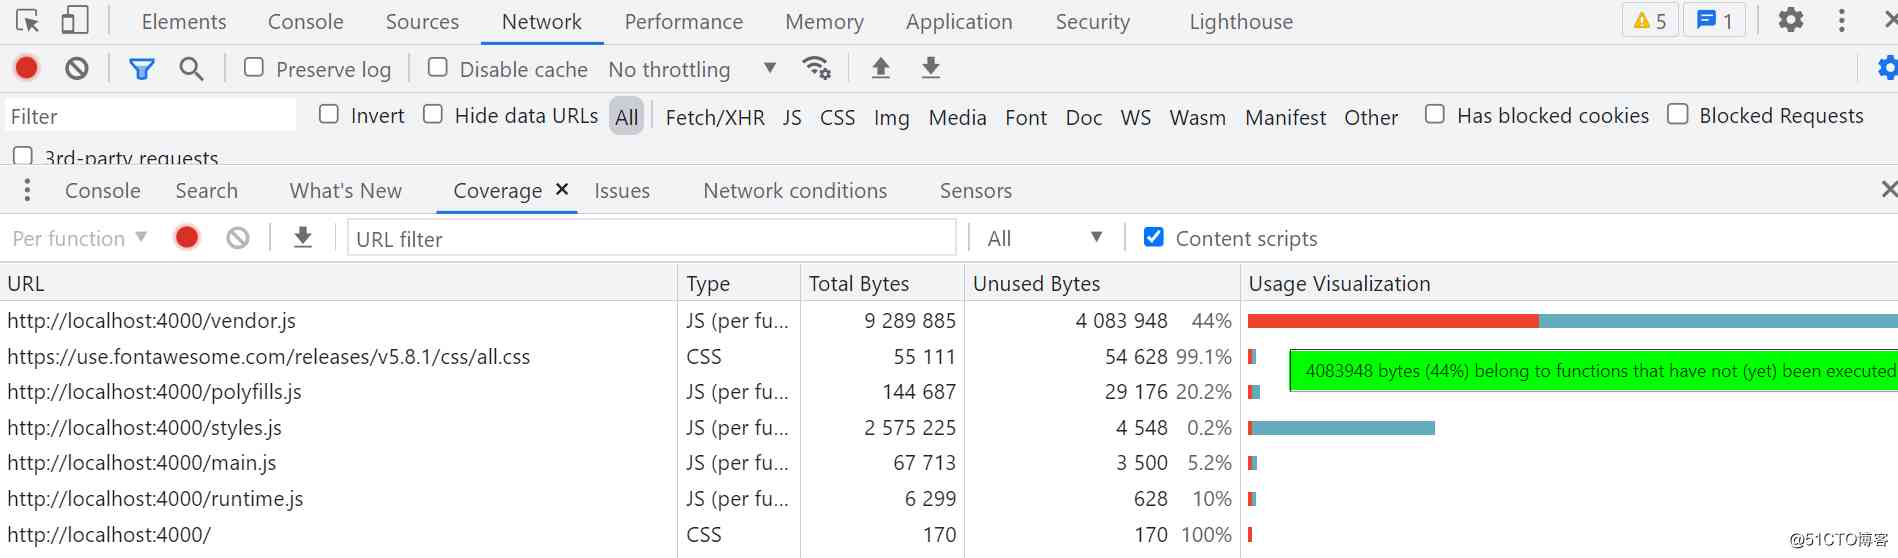 Elements Console Sources Network Performance Memory Application Security Lighthouse 5 1
Preserve log Disable cache No throttling
Filter Invert Hide data URLs All Fetch/XHR JS CSS Img Media Font Doc WS Wasm Manifest Other Has blocked cookies Blocked Requests
3rd-party requests
Console Search What's New Coverage Issues Network conditions Sensors
Per function URL filter All Content scripts
URL Type Total Bytes Unused Bytes Usage Visualization
http://localhost:4000/vendor.js JS (per fu... 9 289 885 4 083 948 44%
https://use.fontawesome.com/releases/v5.8.1/css/all.css CSS 55 111 54 628 99.1%
4083948 bytes (44%) belong to functions that have not (yet) been executed
http://localhost:4000/polyfills.js JS (per fu... 144 687 29 176 20.2%
http://localhost:4000/styles.js JS (per fu... 2 575 225 4 548 0.2%
http://localhost:4000/main.js JS (per fu... 67 713 3 500 5.2%
http://localhost:4000/runtime.js JS (per fu... 6 299 628 10%
http://localhost:4000/ CSS 170 170 100%
@51CTO博客